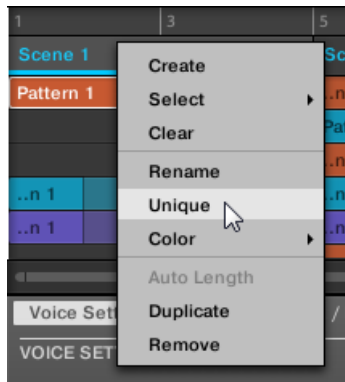 1 3 5
Scene 1 Sc
Create
Pattern 1 ..n
Select
Pa
Clear
..n
Rename
..n 1 ..n
Unique
..n 1 ..n
Color
Auto Length
Voice Sett Duplicate /
VOICE SET Remove